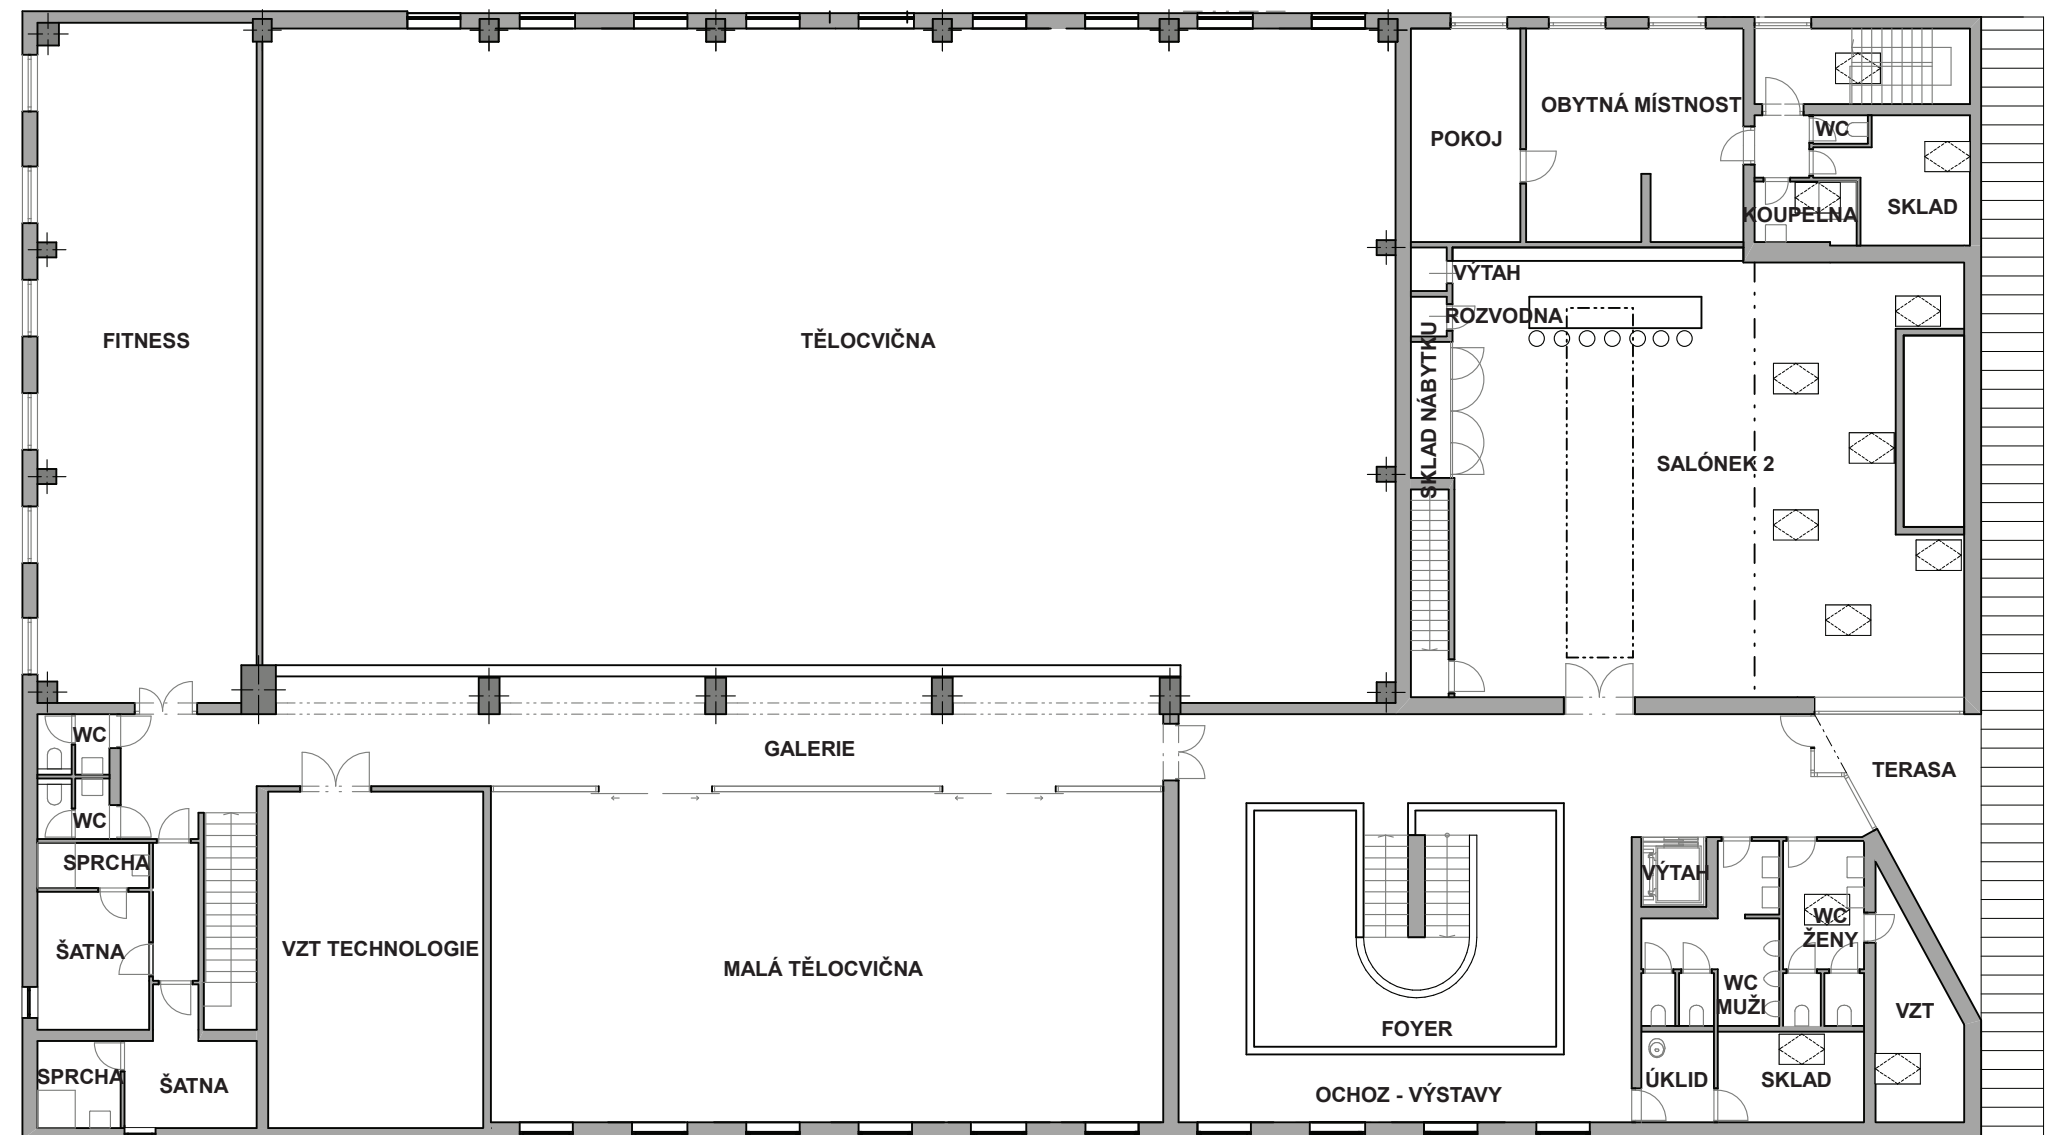 OBYTNÁ MÍSTNOST
POKOJ
WC
SKLAD
KOUPELNA
VÝTAH
ROZVODNA
FITNESS
TĚLOCVIČNA
SKLAD NÁBYTKU
SALÓNEK 2
WC
GALERIE
TERASA
WC
SPRCHA
VÝTAH
WC
ŽENY
ŠATNA
VZT TECHNOLOGIE
MALÁ TĚLOCVIČNA
WC
MUŽI
VZT
FOYER
SPRCHA
ŠATNA
OCHOZ - VÝSTAVY
ÚKLID
SKLAD